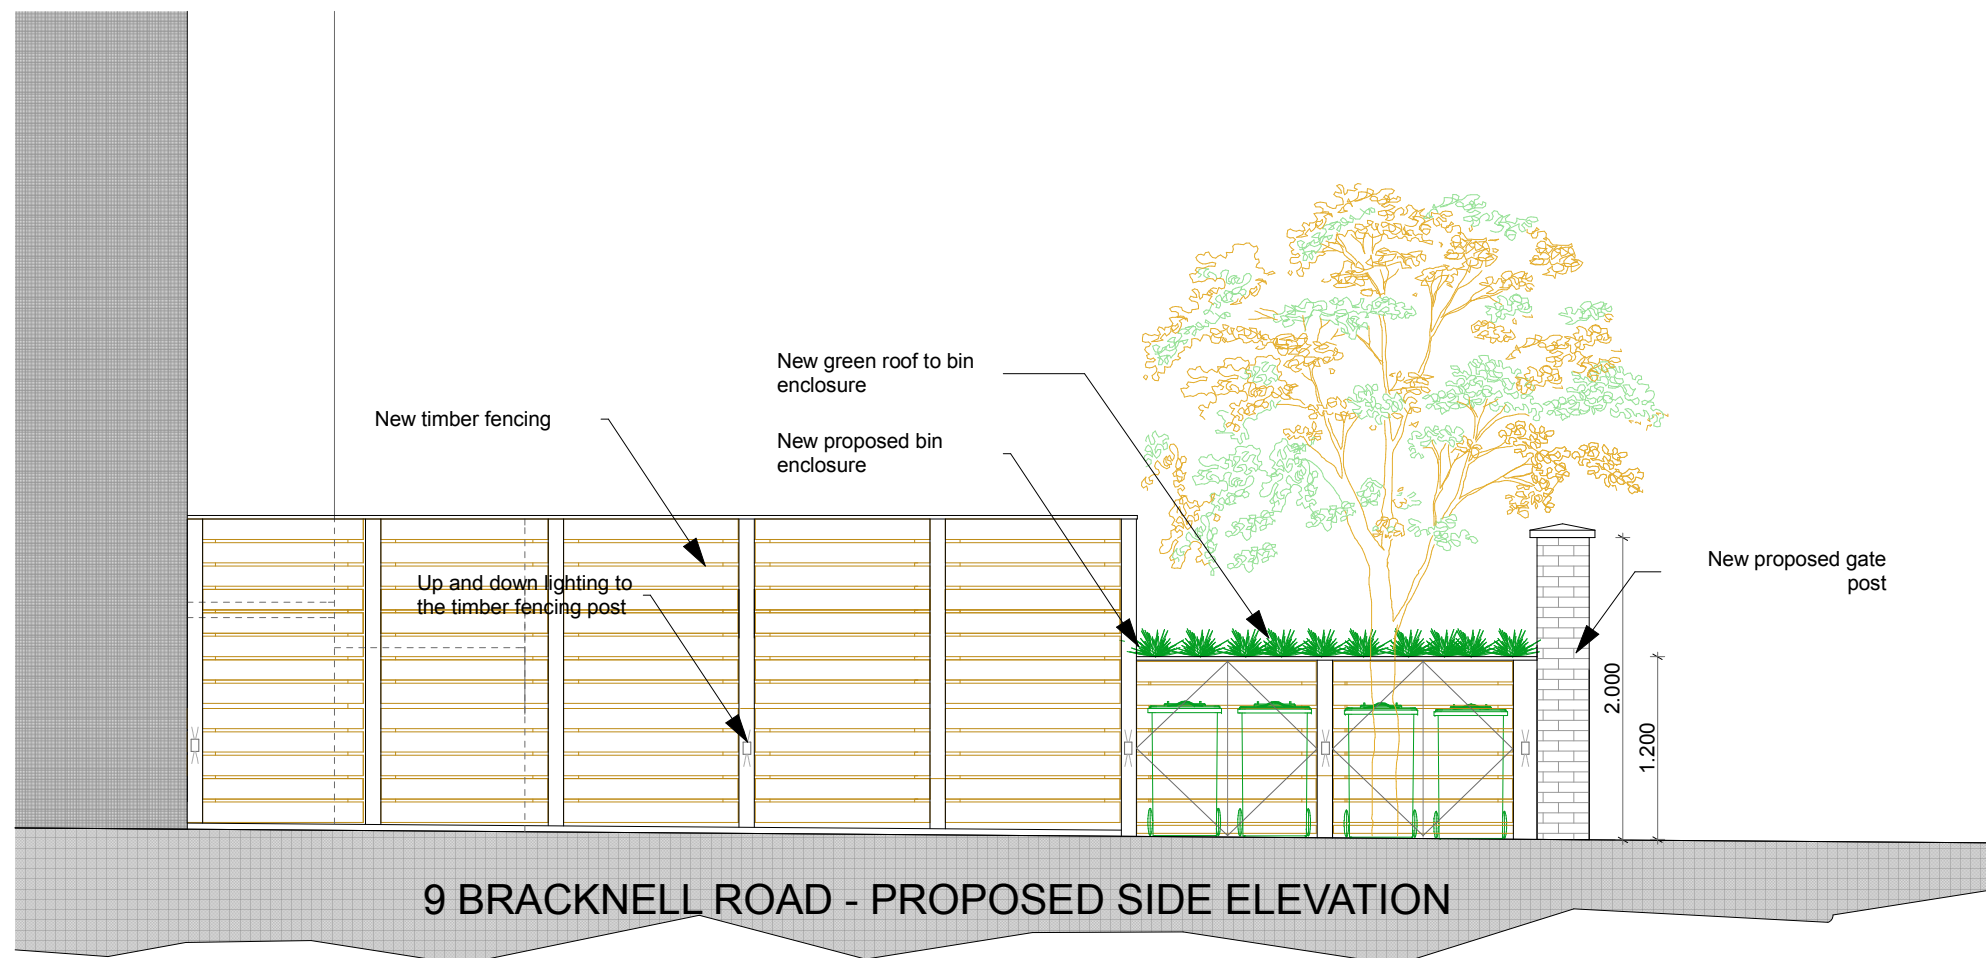 New green roof to bin
enclosure
New timber fencing
New proposed bin
enclosure
Up and down lighting to
the timber fencing post
New proposed gate
post
2.000
1.200
9 BRACKNELL ROAD - PROPOSED SIDE ELEVATION